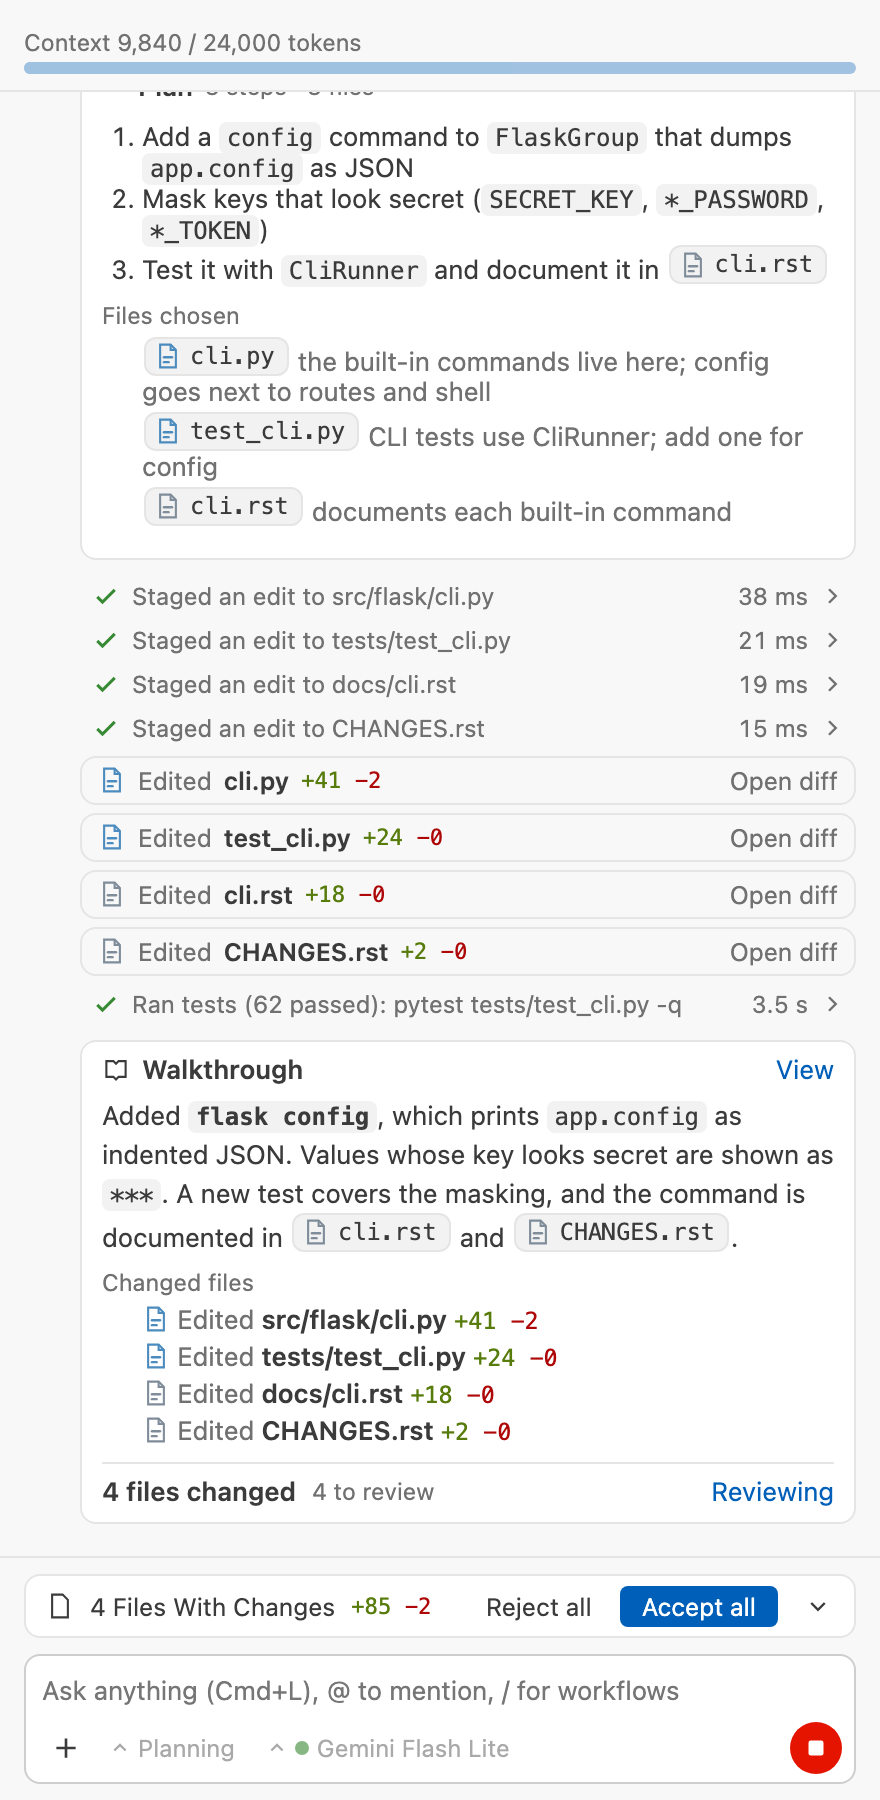 Context 9,840 / 24,000 tokens
Plan 3 steps · 3 files
1. Add a config command to FlaskGroup that dumps
app.config as JSON
2. Mask keys that look secret (SECRET_KEY, *_PASSWORD,
*_TOKEN)
3. Test it with CliRunner and document it in cli.rst
Files chosen
cli.py the built-in commands live here; config
goes next to routes and shell
test_cli.py CLI tests use CliRunner; add one for
config
cli.rst documents each built-in command
Staged an edit to src/flask/cli.py 38 ms
Staged an edit to tests/test_cli.py 21 ms
Staged an edit to docs/cli.rst 19 ms
Staged an edit to CHANGES.rst 15 ms
Edited cli.py +41 −2 Open diff
Edited test_cli.py +24 −0 Open diff
Edited cli.rst +18 −0 Open diff
Edited CHANGES.rst +2 −0 Open diff
Ran tests (62 passed): pytest tests/test_cli.py -q 3.5 s
Walkthrough View
Added flask config, which prints app.config as
indented JSON. Values whose key looks secret are shown as
***. A new test covers the masking, and the command is
documented in cli.rst and CHANGES.rst.
Changed files
Edited src/flask/cli.py +41 −2
Edited tests/test_cli.py +24 −0
Edited docs/cli.rst +18 −0
Edited CHANGES.rst +2 −0
4 files changed 4 to review Reviewing
4 Files With Changes +85 −2 Reject all Accept all
Ask anything (Cmd+L), @ to mention, / for workflows
Planning Gemini Flash Lite